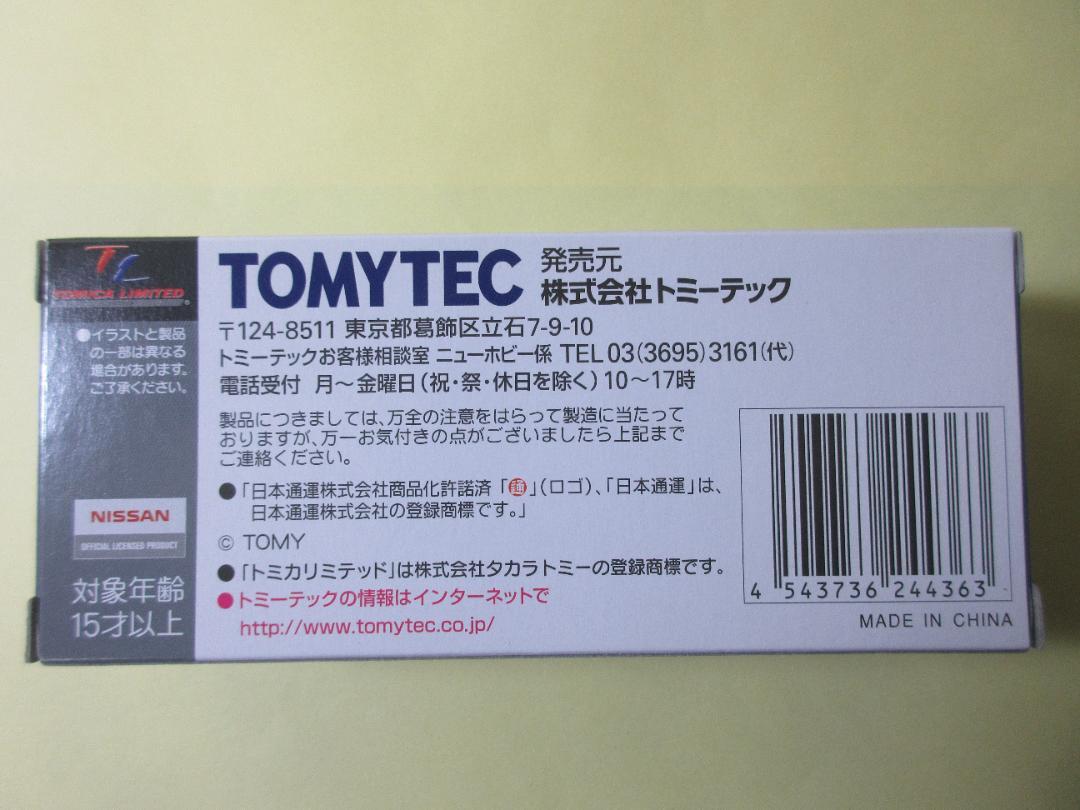 TL
TOMICA LIMITED
●イラストと製品
の一部は異なる
場合があります。
ご了承ください。
NISSAN
OFFICIAL LICENSED PRODUCT
対象年齢
15才以上
TOMYTEC
発売元
株式会社トミーテック
〒124-8511 東京都葛飾区立石7-9-10
トミーテックお客様相談室 ニューホビー係 TEL 03(3695)3161(代)
電話受付 月〜金曜日(祝・祭・休日を除く)10〜17時
製品につきましては、万全の注意をはらって製造に当たって
おりますが、万一お気付きの点がございましたら上記まで
ご連絡ください。
●「日本通運株式会社商品化許諾済「通」(ロゴ)、「日本通運」は、
日本通運株式会社の登録商標です。」
© TOMY
●「トミカリミテッド」は株式会社タカラトミーの登録商標です。
●トミーテックの情報はインターネットで
http://www.tomytec.co.jp/
4 543736 244363
MADE IN CHINA